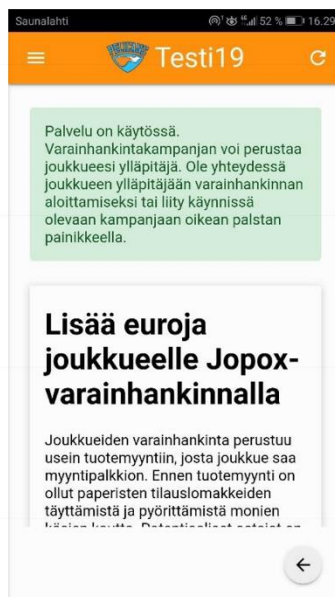 Saunalahti 52 % 16.29
Testi19
Palvelu on käytössä.
Varainhankintakampanjan voi perustaa
joukkueesi ylläpitäjä. Ole yhteydessä
joukkueen ylläpitäjään varainhankinnan
aloittamiseksi tai liity käynnissä
olevaan kampanjaan oikean palstan
painikkeella.
Lisää euroja
joukkueelle Jopox-
varainhankinnalla
Joukkueiden varainhankinta perustuu
usein tuotemyyntiin, josta joukkue saa
myyntipalkkion. Ennen tuotemyynti on
ollut paperisten tilauslomakkeiden
täyttämistä ja pyörittämistä monien